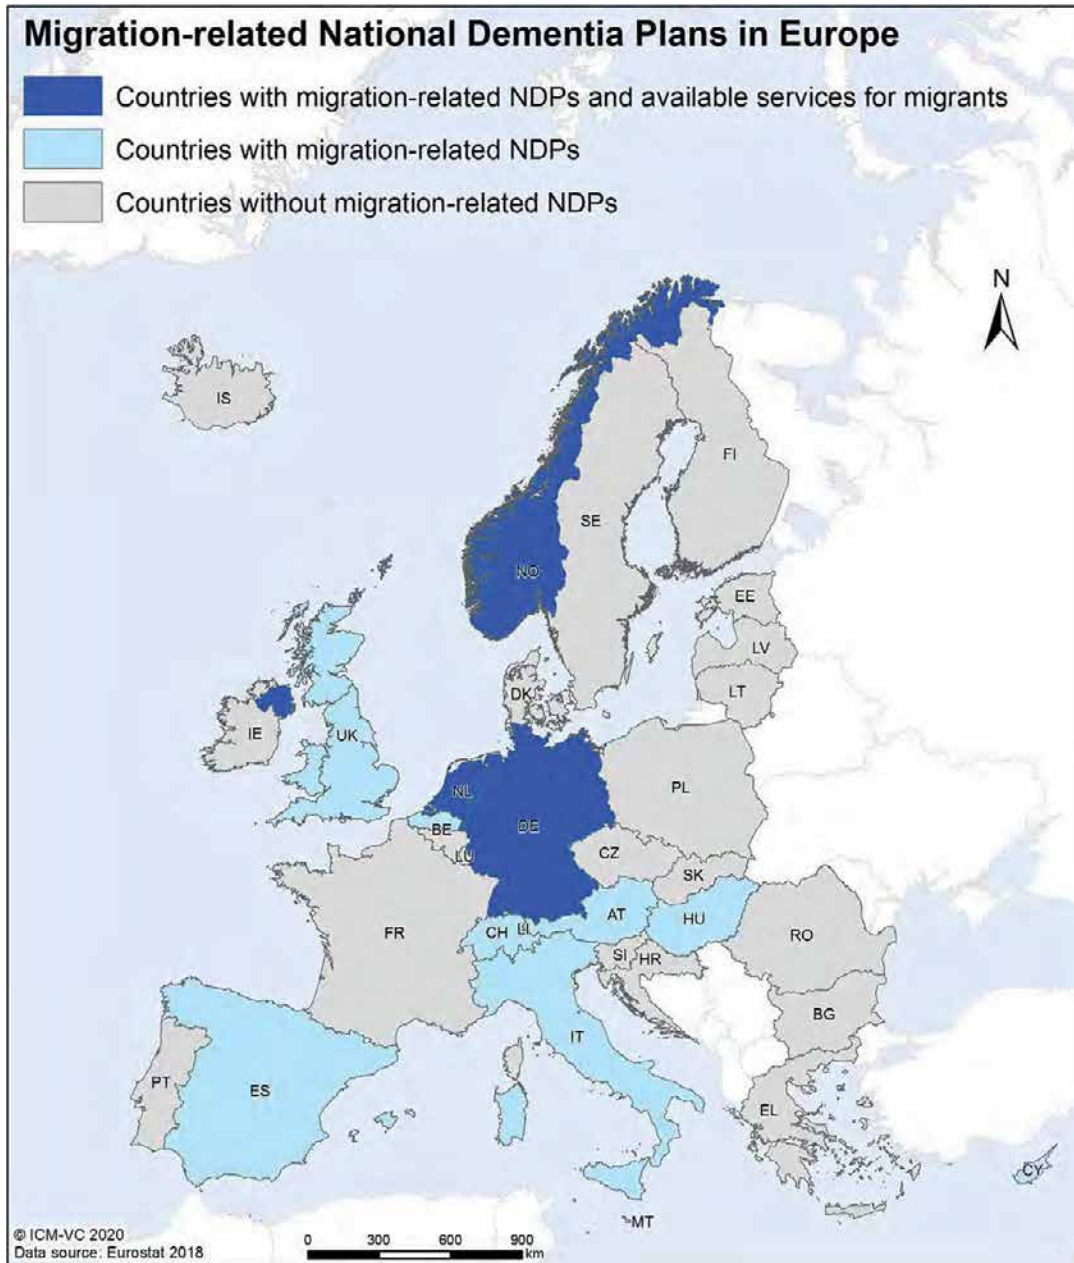 Migration-related National Dementia Plans in Europe
Countries with migration-related NDPs and available services for migrants
Countries with migration-related NDPs
Countries without migration-related NDPs
N
IS
FI
SE
NO
EE
LV
LT
DK
IE
UK
NL
PL
BE
DE
LU
CZ
SK
AT
HU
CH
LI
FR
RO
SI
HR
BG
IT
PT
ES
EL
CY
MT
© ICM-VC 2020
Data source: Eurostat 2018
0 300 600 900
km